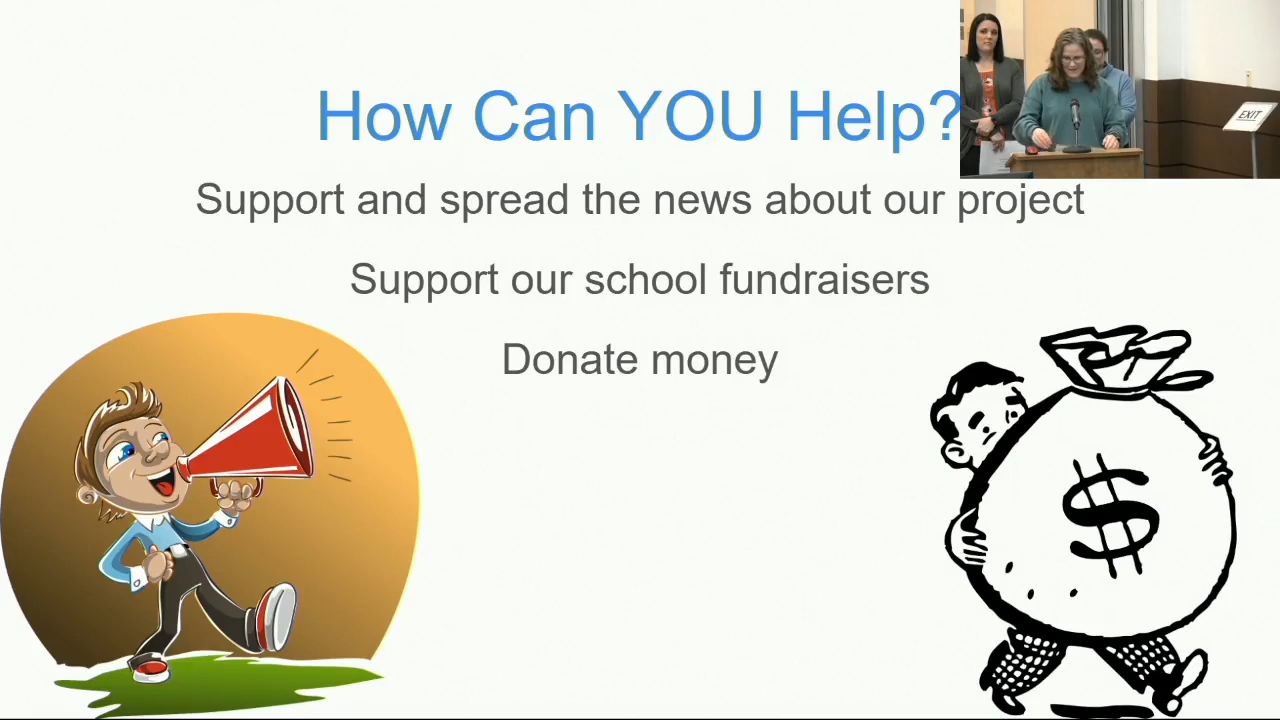 How Can YOU Help?
EXIT
Support and spread the news about our project
Support our school fundraisers
Donate money
$